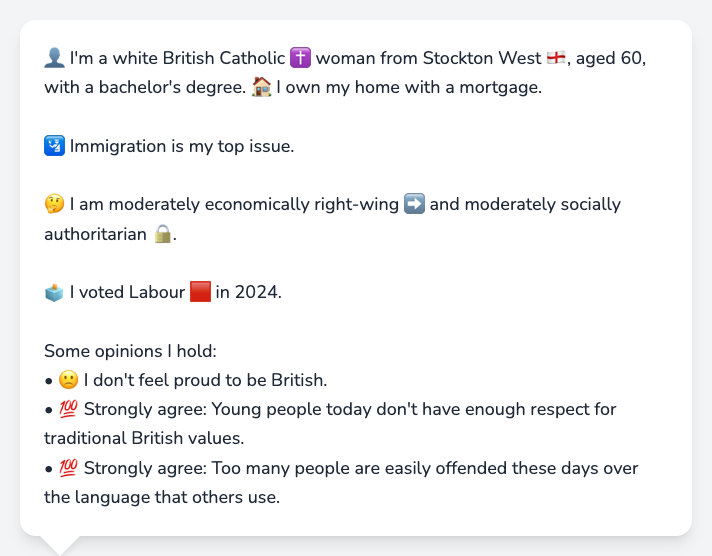 👤 I'm a white British Catholic ✝️ woman from Stockton West 🏴󠁧󠁢󠁥󠁮󠁧󠁿, aged 60,
with a bachelor's degree. 🏠 I own my home with a mortgage.
🛂 Immigration is my top issue.
🤔 I am moderately economically right-wing ➡️ and moderately socially
authoritarian 🔒.
🗳️ I voted Labour 🟥 in 2024.
Some opinions I hold:
• 🙁 I don't feel proud to be British.
• 💯 Strongly agree: Young people today don't have enough respect for
traditional British values.
• 💯 Strongly agree: Too many people are easily offended these days over
the language that others use.